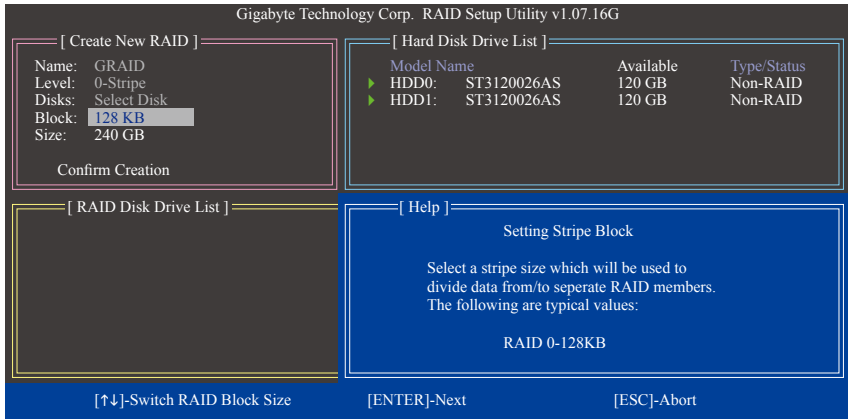 Gigabyte Technology Corp. RAID Setup Utility v1.07.16G
[ Create New RAID ]
Name: GRAID
Level: 0-Stripe
Disks: Select Disk
Block: 128 KB
Size: 240 GB
Confirm Creation
[ Hard Disk Drive List ]
Model Name Available Type/Status
HDD0: ST3120026AS 120 GB Non-RAID
HDD1: ST3120026AS 120 GB Non-RAID
[ RAID Disk Drive List ]
[ Help ]
Setting Stripe Block
Select a stripe size which will be used to
divide data from/to seperate RAID members.
The following are typical values:
RAID 0-128KB
[↑↓]-Switch RAID Block Size [ENTER]-Next [ESC]-Abort